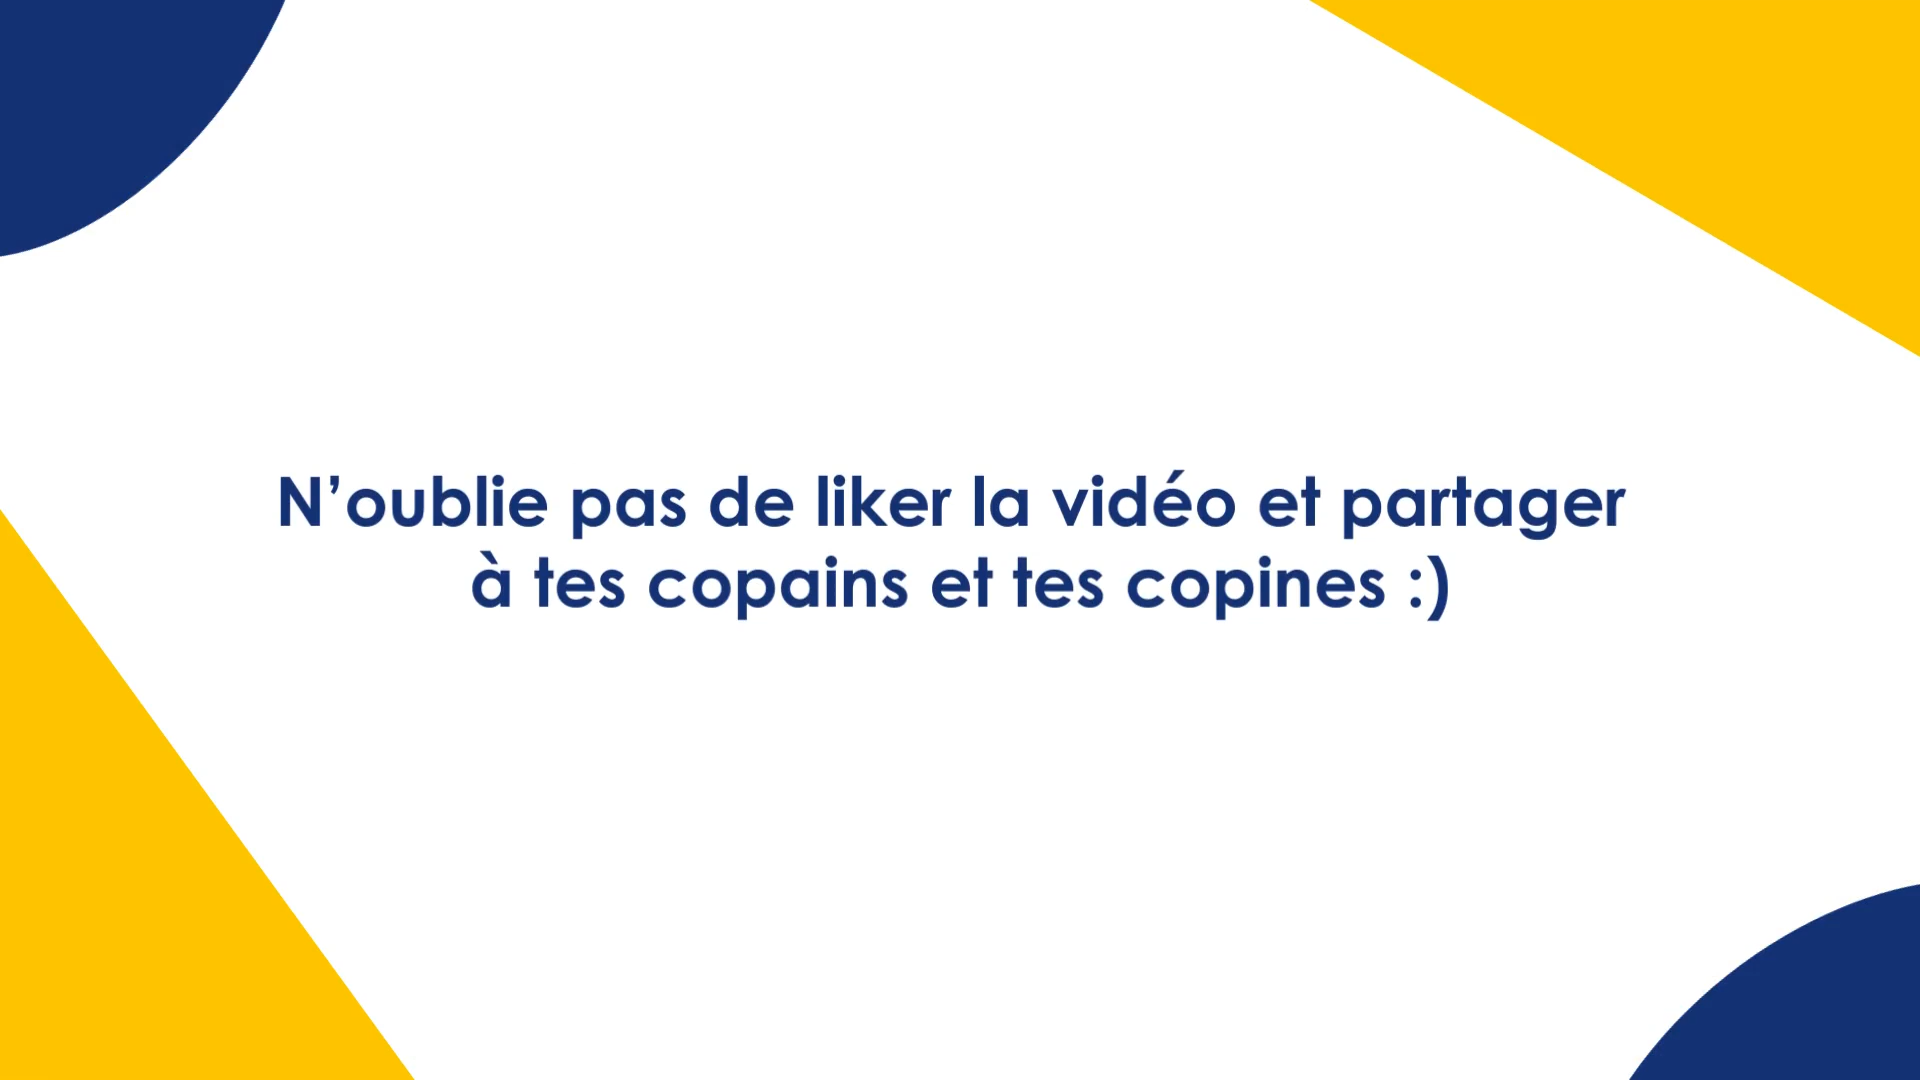 N’oublie pas de liker la vidéo et partager
à tes copains et tes copines :)